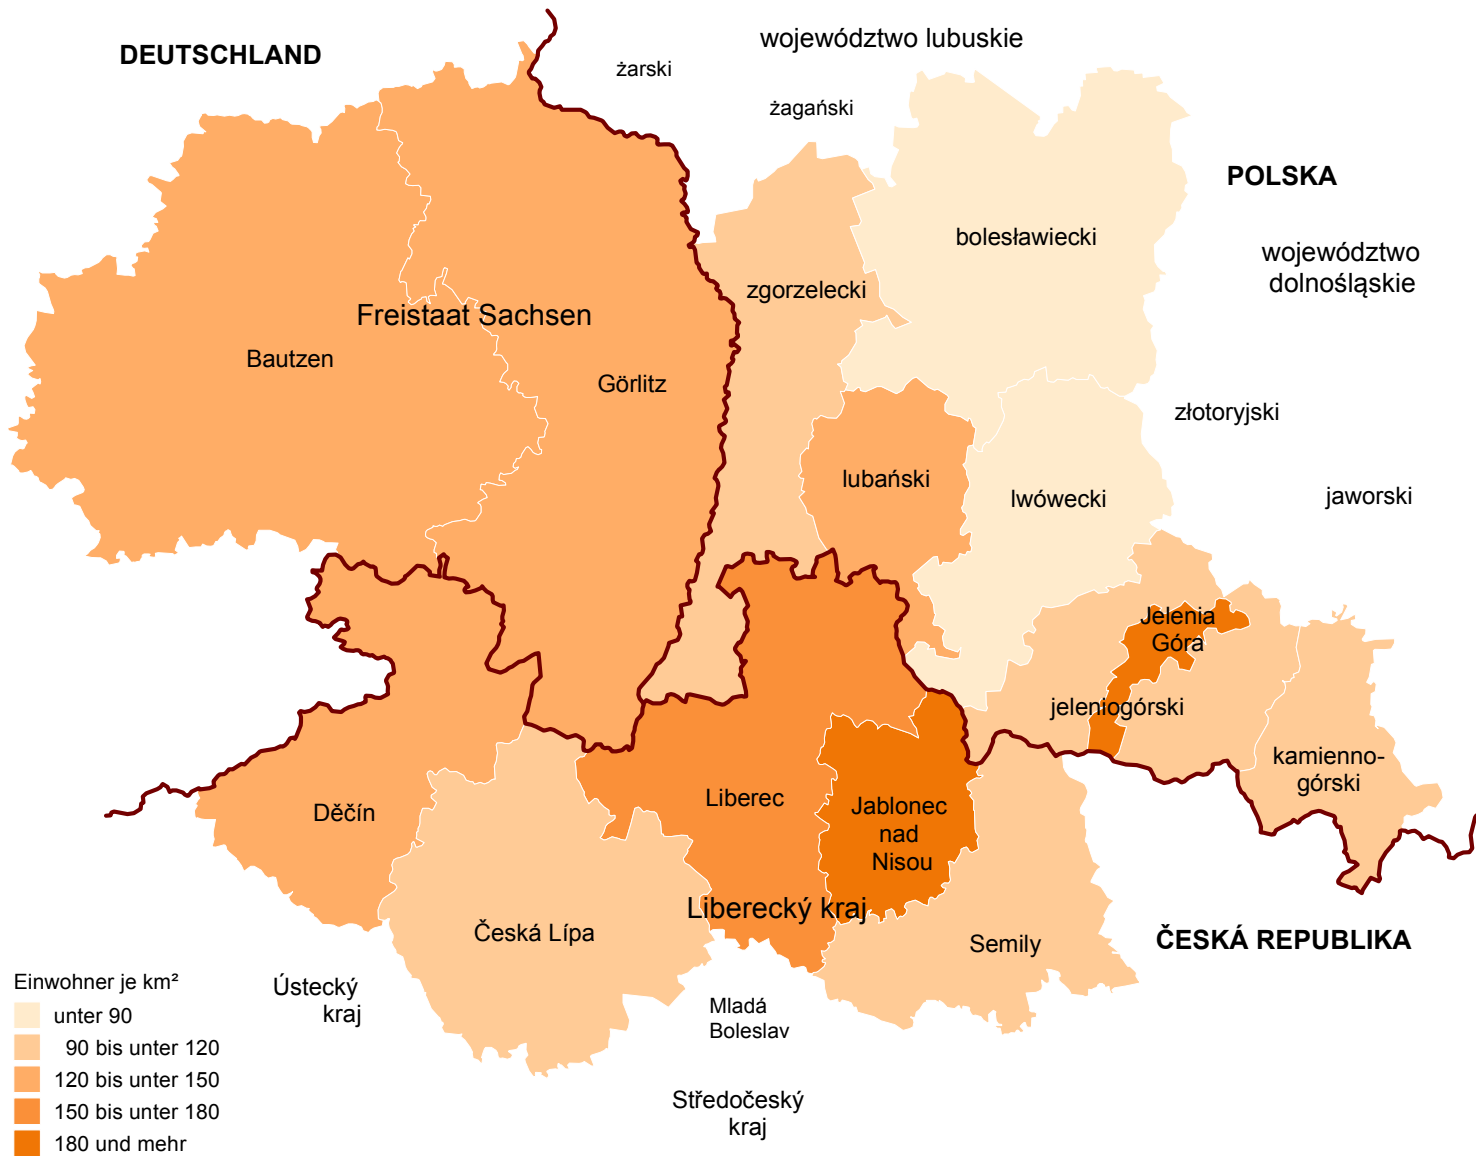 DEUTSCHLAND
województwo lubuskie
żarski
żagański
POLSKA
bolesławiecki
województwo
dolnośląskie
zgorzelecki
Freistaat Sachsen
Bautzen
Görlitz
złotoryjski
lubański
lwówecki
jaworski
Jelenia
Góra
jeleniogórski
kamienno-
górski
Liberec
Děčín
Jablonec
nad
Nisou
Liberecký kraj
Česká Lípa
Semily
ČESKÁ REPUBLIKA
Ústecký
kraj
Mladá
Boleslav
Středočeský
kraj
Einwohner je km²
unter 90
90 bis unter 120
120 bis unter 150
150 bis unter 180
180 und mehr